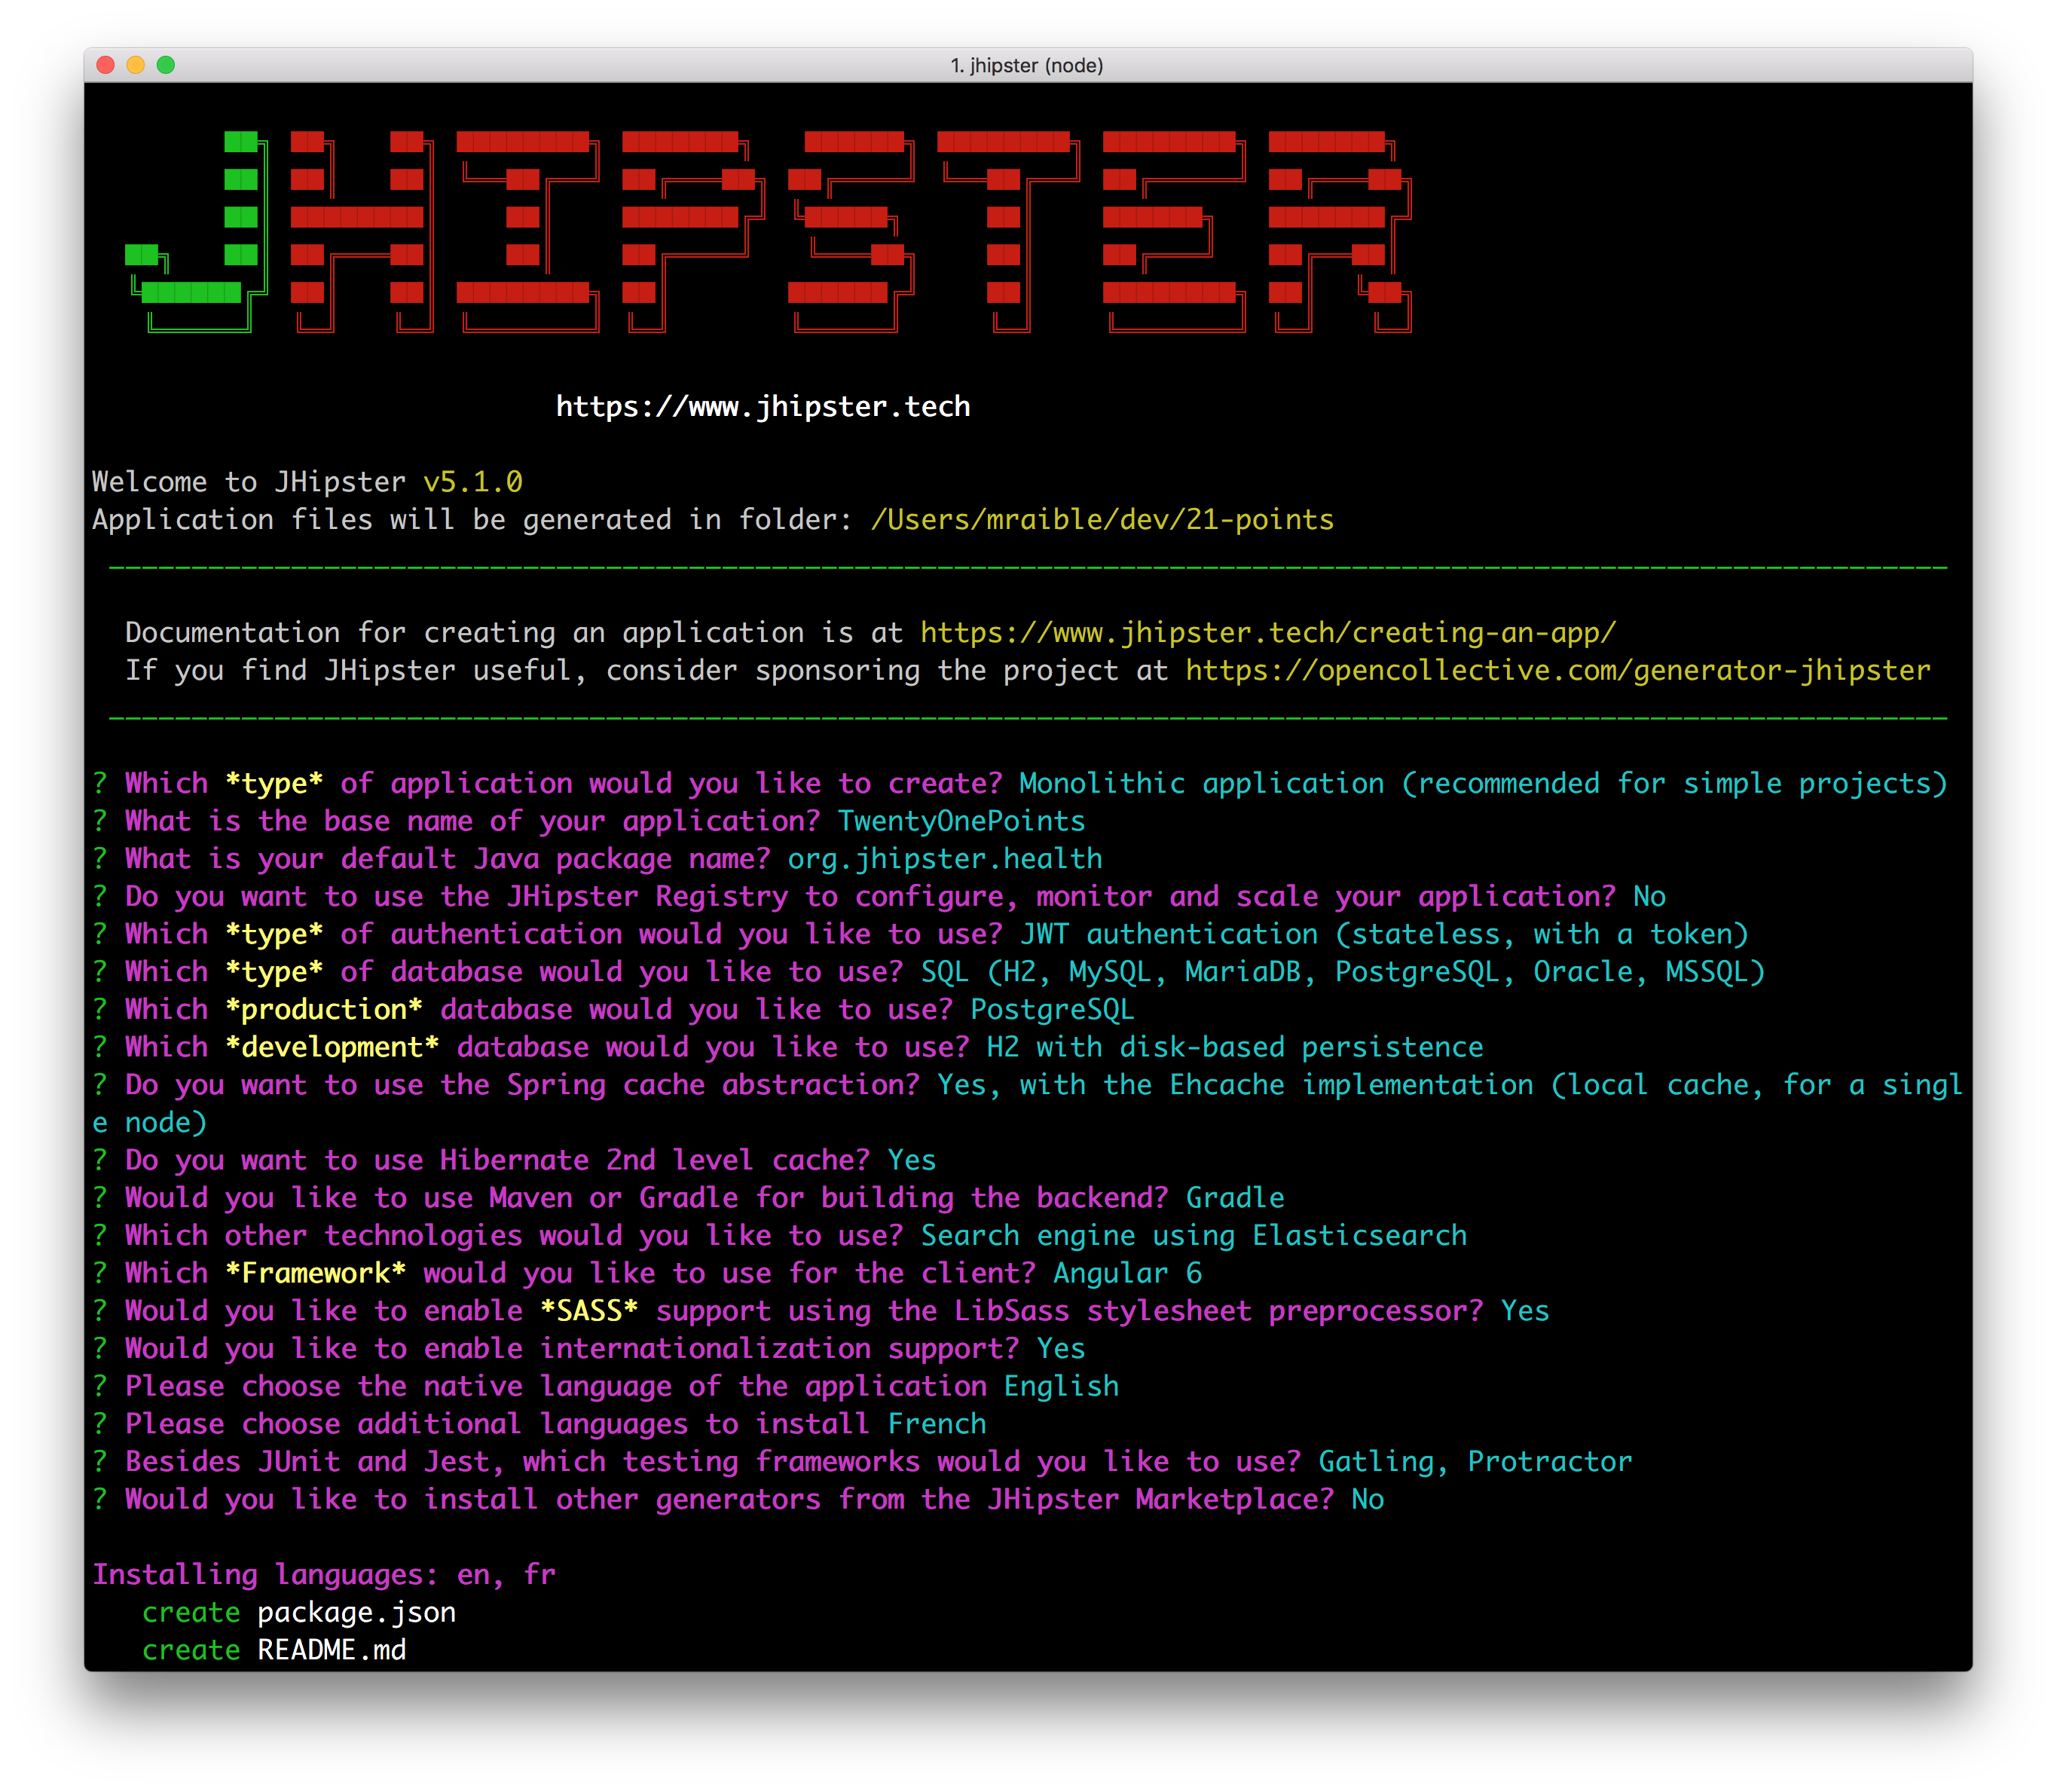 1. jhipster (node)
JHIPSTER
https://www.jhipster.tech
Welcome to JHipster v5.1.0
Application files will be generated in folder: /Users/mraible/dev/21-points
Documentation for creating an application is at https://www.jhipster.tech/creating-an-app/
If you find JHipster useful, consider sponsoring the project at https://opencollective.com/generator-jhipster
? Which *type* of application would you like to create? Monolithic application (recommended for simple projects)
? What is the base name of your application? TwentyOnePoints
? What is your default Java package name? org.jhipster.health
? Do you want to use the JHipster Registry to configure, monitor and scale your application? No
? Which *type* of authentication would you like to use? JWT authentication (stateless, with a token)
? Which *type* of database would you like to use? SQL (H2, MySQL, MariaDB, PostgreSQL, Oracle, MSSQL)
? Which *production* database would you like to use? PostgreSQL
? Which *development* database would you like to use? H2 with disk-based persistence
? Do you want to use the Spring cache abstraction? Yes, with the Ehcache implementation (local cache, for a singl
e node)
? Do you want to use Hibernate 2nd level cache? Yes
? Would you like to use Maven or Gradle for building the backend? Gradle
? Which other technologies would you like to use? Search engine using Elasticsearch
? Which *Framework* would you like to use for the client? Angular 6
? Would you like to enable *SASS* support using the LibSass stylesheet preprocessor? Yes
? Would you like to enable internationalization support? Yes
? Please choose the native language of the application English
? Please choose additional languages to install French
? Besides JUnit and Jest, which testing frameworks would you like to use? Gatling, Protractor
? Would you like to install other generators from the JHipster Marketplace? No
Installing languages: en, fr
create package.json
create README.md